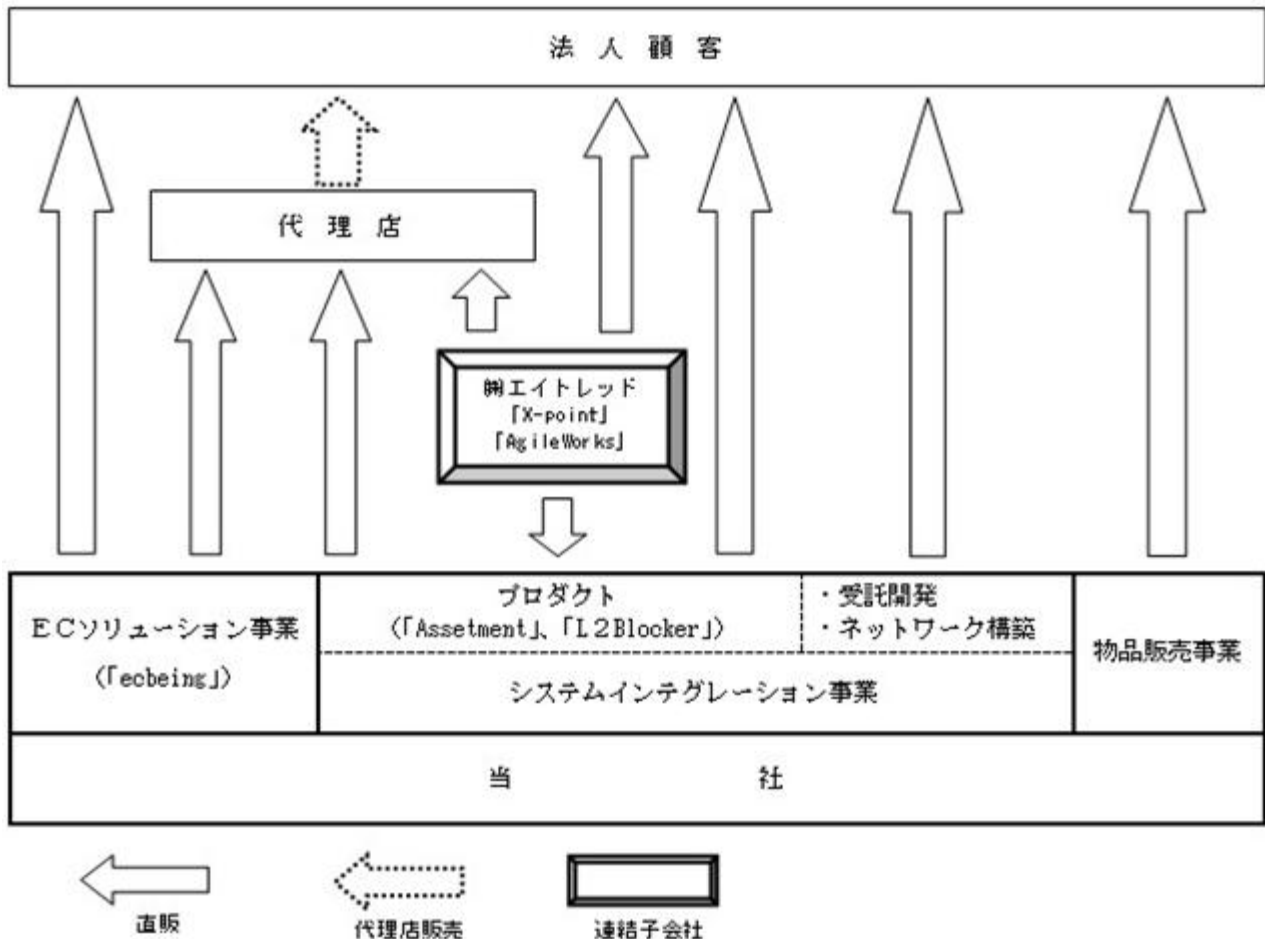 法人顧客
代理店
㈱エイトレッド
「X-point」
「AgileWorks」
ECソリューション事業
(「ecbeing」)
プロダクト
(「Assetment」、「L2Blocker」)
・受託開発
・ネットワーク構築
システムインテグレーション事業
物品販売事業
当社
直販
代理店販売
連結子会社